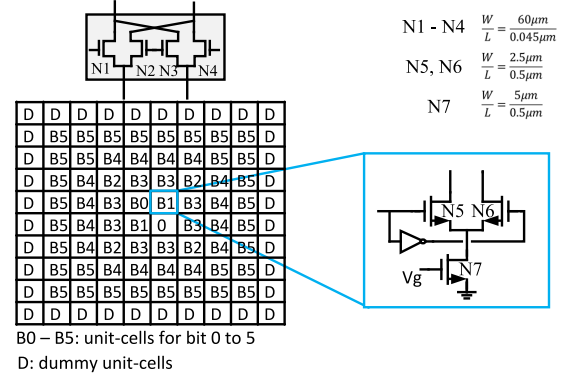 N1 N2 N3 N4
N1 - N4 W/L = 60μm/0.045μm
N5, N6 W/L = 2.5μm/0.5μm
N7 W/L = 5μm/0.5μm
D D D D D D D D D D
D B5 B5 B5 B5 B5 B5 B5 B5 D
D B5 B5 B4 B4 B4 B4 B5 B5 D
D B5 B4 B2 B3 B3 B2 B4 B5 D
D B5 B4 B3 B0 B1 B3 B4 B5 D
D B5 B4 B3 B1 0 B3 B4 B5 D
D B5 B4 B2 B3 B3 B2 B4 B5 D
D B5 B5 B4 B4 B4 B4 B5 B5 D
D B5 B5 B5 B5 B5 B5 B5 B5 D
D D D D D D D D D D
N5 N6
Vg N7
B0 – B5: unit-cells for bit 0 to 5
D: dummy unit-cells